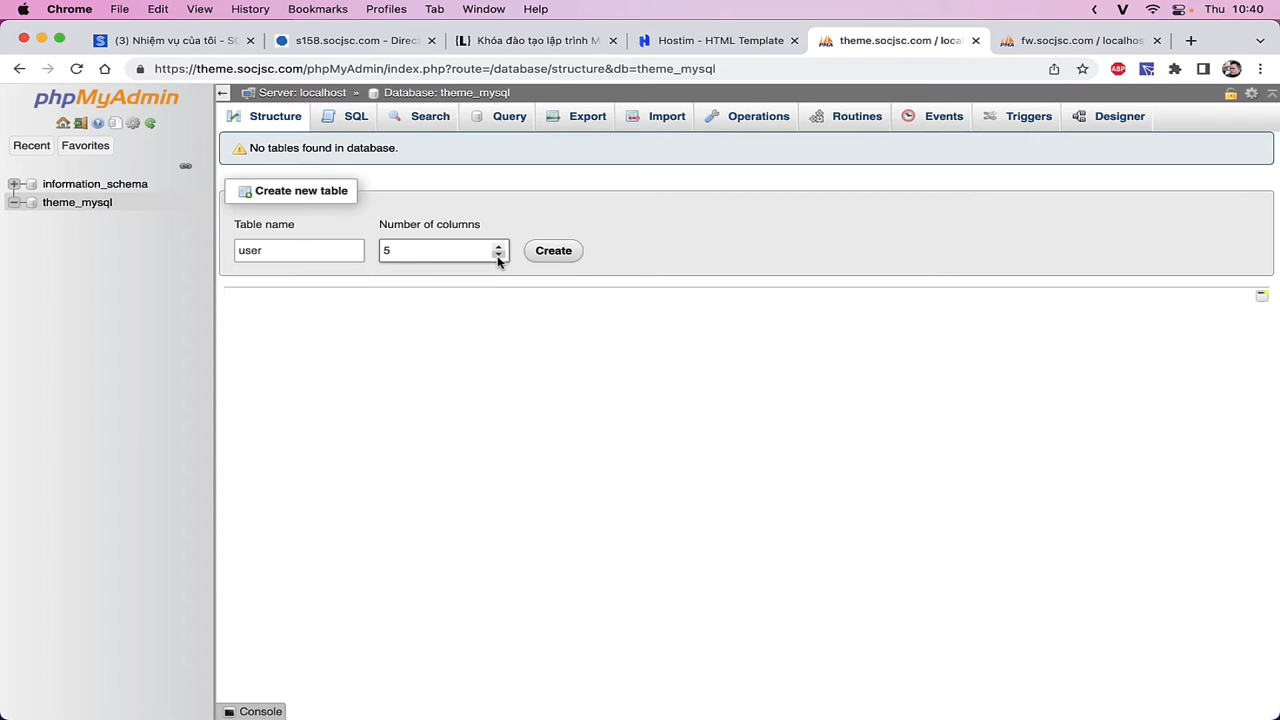 Chrome File Edit View History Bookmarks Profiles Tab Window Help Thu 10:40
(3) Nhiệm vụ của tôi - SO
s158.socjsc.com - Direct
Khóa đào tạo lập trình M
Hostim - HTML Template
theme.socjsc.com / local
fw.socjsc.com / localhos
https://theme.socjsc.com/phpMyAdmin/index.php?route=/database/structure&db=theme_mysql
ABP
phpMyAdmin
Recent Favorites
information_schema
theme_mysql
Server: localhost » Database: theme_mysql
Structure SQL Search Query Export Import Operations Routines Events Triggers Designer
No tables found in database.
Create new table
Table name Number of columns
user 5 Create
Console